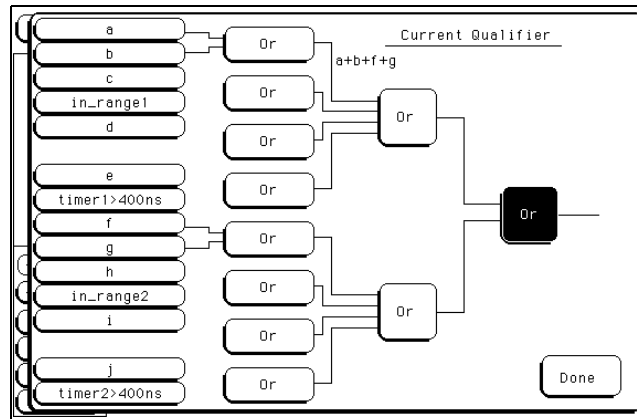 a
b
c
in_range1
d
e
timer1>400ns
f
g
h
in_range2
i
j
timer2>400ns
Or
Or
Or
Or
Or
Or
Or
Or
Current Qualifier
a+b+f+g
Or
Or
Or
Done